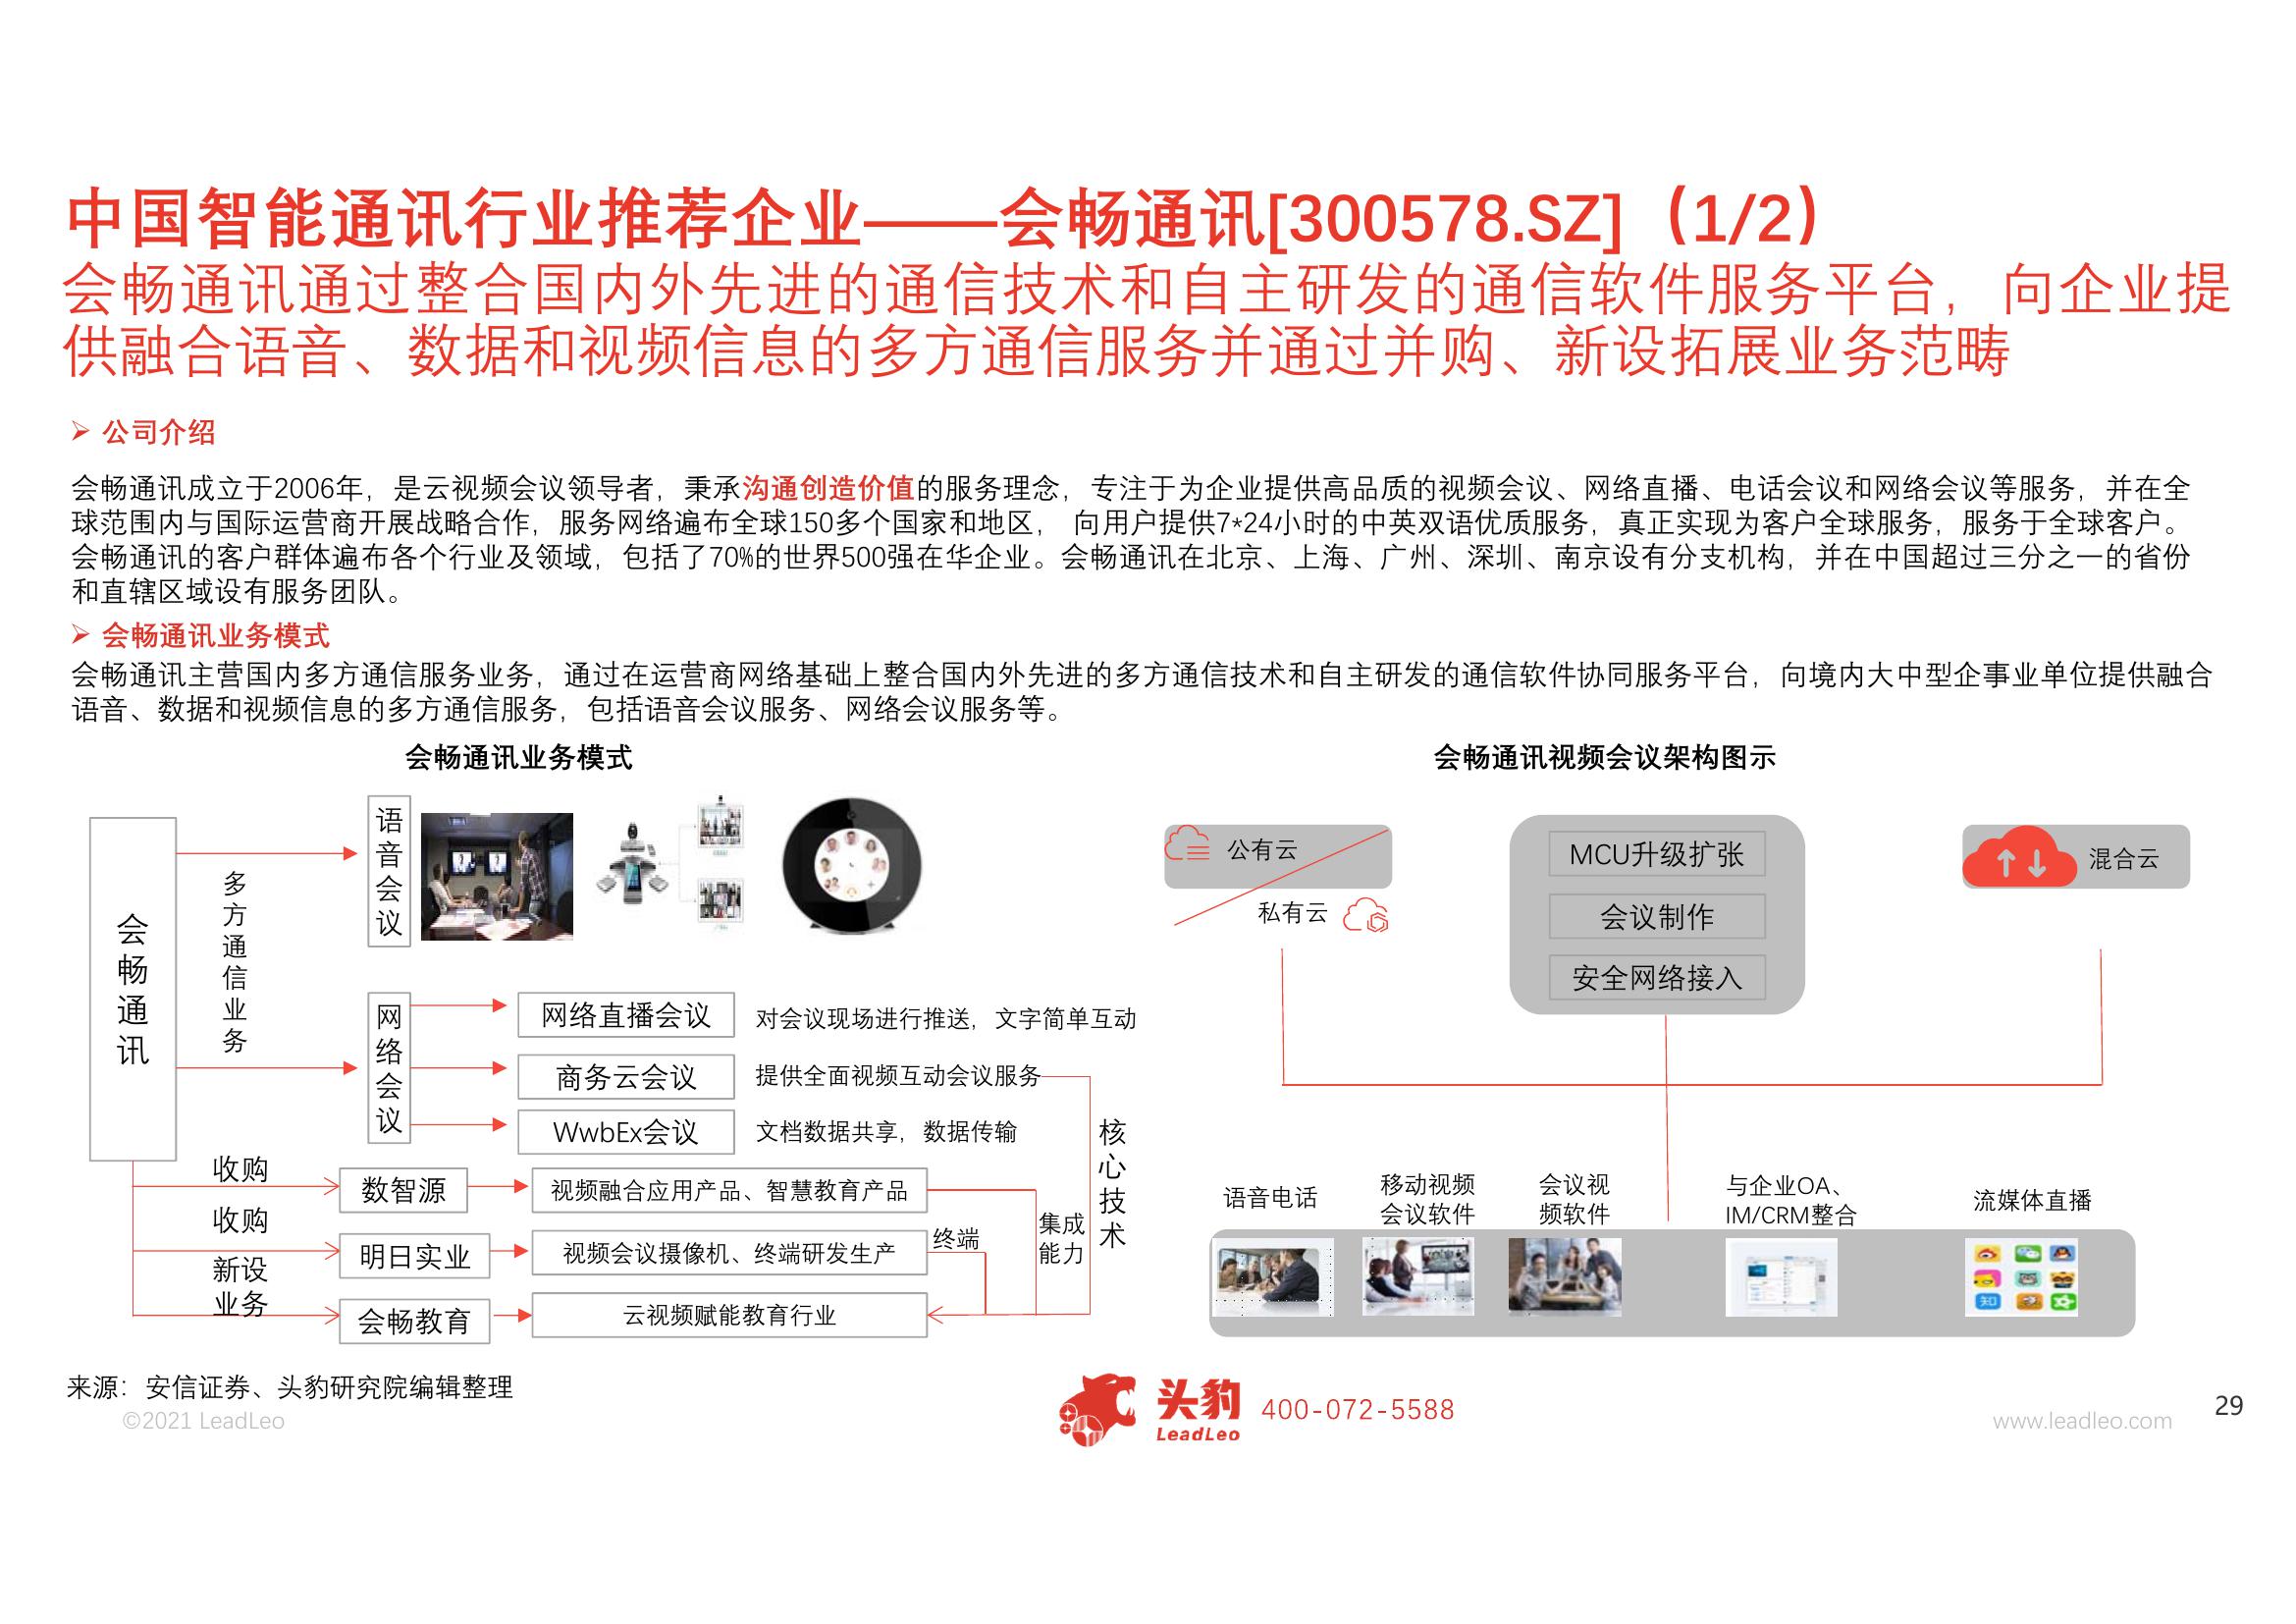 中国智能通讯行业推荐企业——会畅通讯[300578.SZ]（1/2）
会畅通讯通过整合国内外先进的通信技术和自主研发的通信软件服务平台，向企业提
供融合语音、数据和视频信息的多方通信服务并通过并购、新设拓展业务范畴
公司介绍
会畅通讯成立于2006年，是云视频会议领导者，秉承沟通创造价值的服务理念，专注于为企业提供高品质的视频会议、网络直播、电话会议和网络会议等服务，并在全
球范围内与国际运营商开展战略合作，服务网络遍布全球150多个国家和地区， 向用户提供7*24小时的中英双语优质服务，真正实现为客户全球服务，服务于全球客户。
会畅通讯的客户群体遍布各个行业及领域，包括了70%的世界500强在华企业。会畅通讯在北京、上海、广州、深圳、南京设有分支机构，并在中国超过三分之一的省份
和直辖区域设有服务团队。
会畅通讯业务模式
会畅通讯主营国内多方通信服务业务，通过在运营商网络基础上整合国内外先进的多方通信技术和自主研发的通信软件协同服务平台，向境内大中型企事业单位提供融合
语音、数据和视频信息的多方通信服务，包括语音会议服务、网络会议服务等。
会畅通讯业务模式
会畅通讯
多方通信业务
语音会议
网络会议
网络直播会议
对会议现场进行推送，文字简单互动
商务云会议
提供全面视频互动会议服务
WwbEx会议
文档数据共享，数据传输
收购
数智源
视频融合应用产品、智慧教育产品
收购
明日实业
视频会议摄像机、终端研发生产
新设
业务
会畅教育
云视频赋能教育行业
终端
集成
能力
核心技术
会畅通讯视频会议架构图示
公有云
私有云
MCU升级扩张
会议制作
安全网络接入
混合云
语音电话
移动视频
会议软件
会议视
频软件
与企业OA、
IM/CRM整合
流媒体直播
知
来源：安信证券、头豹研究院编辑整理
©2021 LeadLeo
头豹
LeadLeo
400-072-5588
www.leadleo.com
29